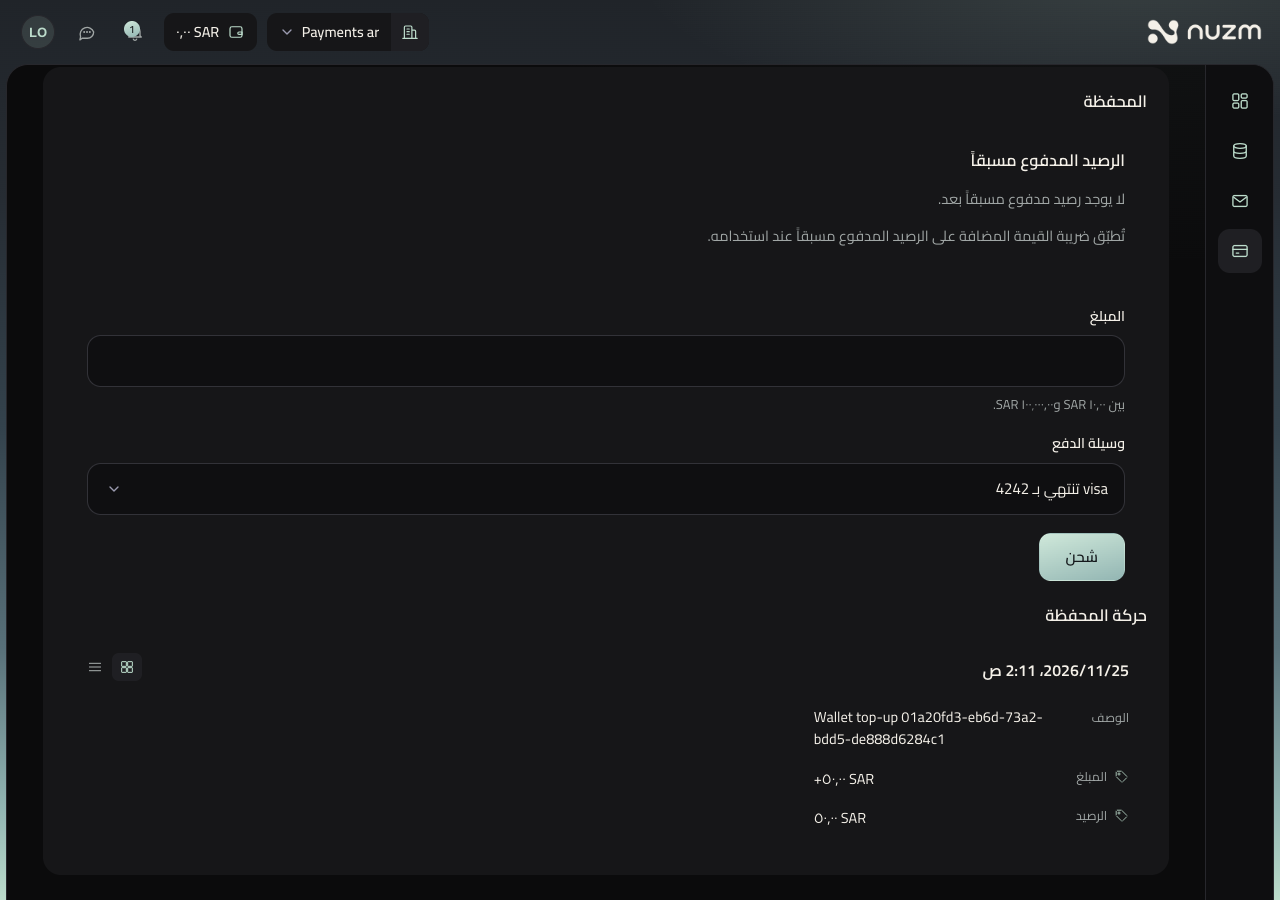 nuzm
Payments ar
٠٫٠٠ SAR
1
LO
المحفظة
الرصيد المدفوع مسبقاً
لا يوجد رصيد مدفوع مسبقاً بعد.
تُطبّق ضريبة القيمة المضافة على الرصيد المدفوع مسبقاً عند استخدامه.
المبلغ
بين ١٠٫٠٠ SAR و١٠٠٬٠٠٠٫٠٠ SAR.
وسيلة الدفع
visa تنتهي بـ 4242
شحن
حركة المحفظة
2026/11/25، 2:11 ص
الوصف
Wallet top-up 01a20fd3-eb6d-73a2-
bdd5-de888d6284c1
المبلغ
+٥٠٫٠٠ SAR
الرصيد
٥٠٫٠٠ SAR